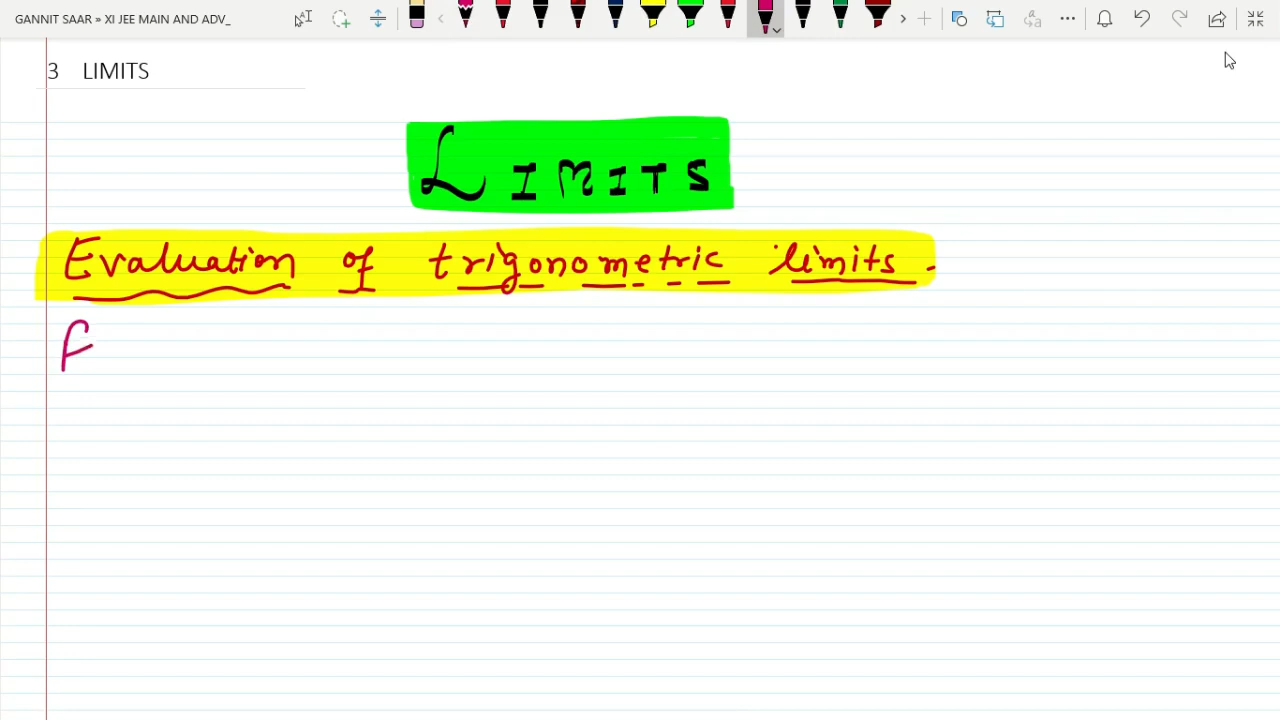 GANNIT SAAR » XI JEE MAIN AND ADV_
3 LIMITS
LIMITS
Evaluation of trigonometric limits.